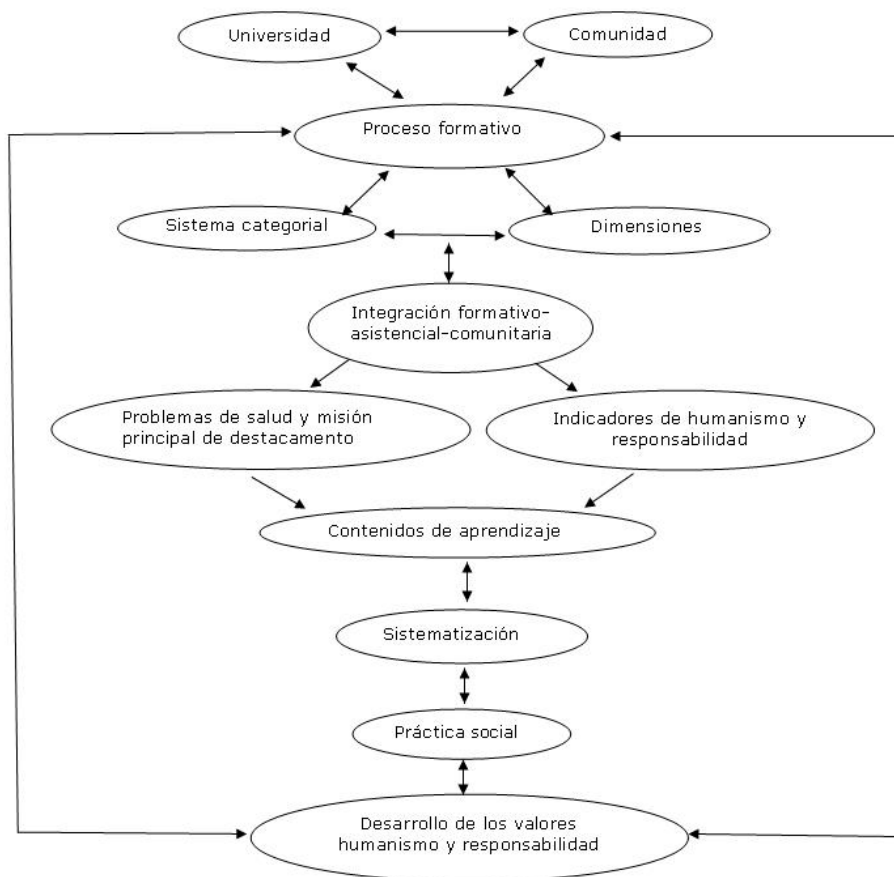 Universidad
Comunidad
Proceso formativo
Sistema categorial
Dimensiones
Integración formativo-
asistencial-comunitaria
Problemas de salud y misión
principal de destacamento
Indicadores de humanismo y
responsabilidad
Contenidos de aprendizaje
Sistematización
Práctica social
Desarrollo de los valores
humanismo y responsabilidad